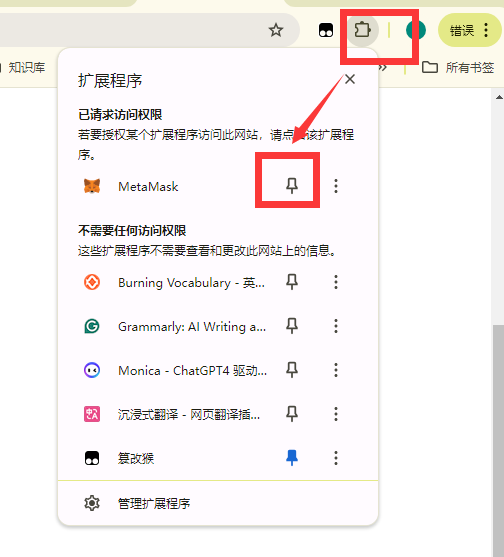 错误
知识库
所有书签
扩展程序
已请求访问权限
若要授权某个扩展程序访问此网站，请点击该扩展程
序。
MetaMask
不需要任何访问权限
这些扩展程序不需要查看和更改此网站上的信息。
Burning Vocabulary - 英...
Grammarly: AI Writing a...
Monica - ChatGPT4 驱动...
沉浸式翻译 - 网页翻译插...
篡改猴
管理扩展程序